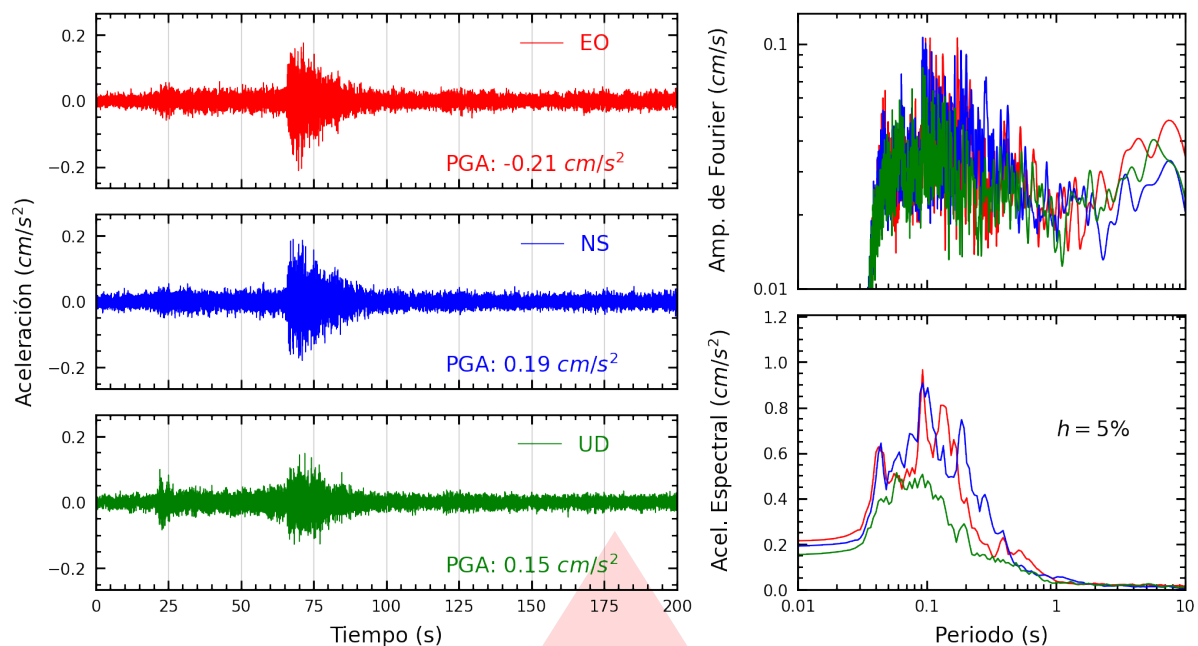 Aceleración (cm/s²)
0.2
0.0
−0.2
EO
PGA: -0.21 cm/s²
0.2
0.0
−0.2
NS
PGA: 0.19 cm/s²
0.2
0.0
−0.2
UD
PGA: 0.15 cm/s²
0 25 50 75 100 125 150 175 200
Tiempo (s)
Amp. de Fourier (cm/s)
0.1
0.01
Acel. Espectral (cm/s²)
1.2
1.0
0.8
0.6
0.4
0.2
0.0
h = 5%
0.01 0.1 1 10
Periodo (s)